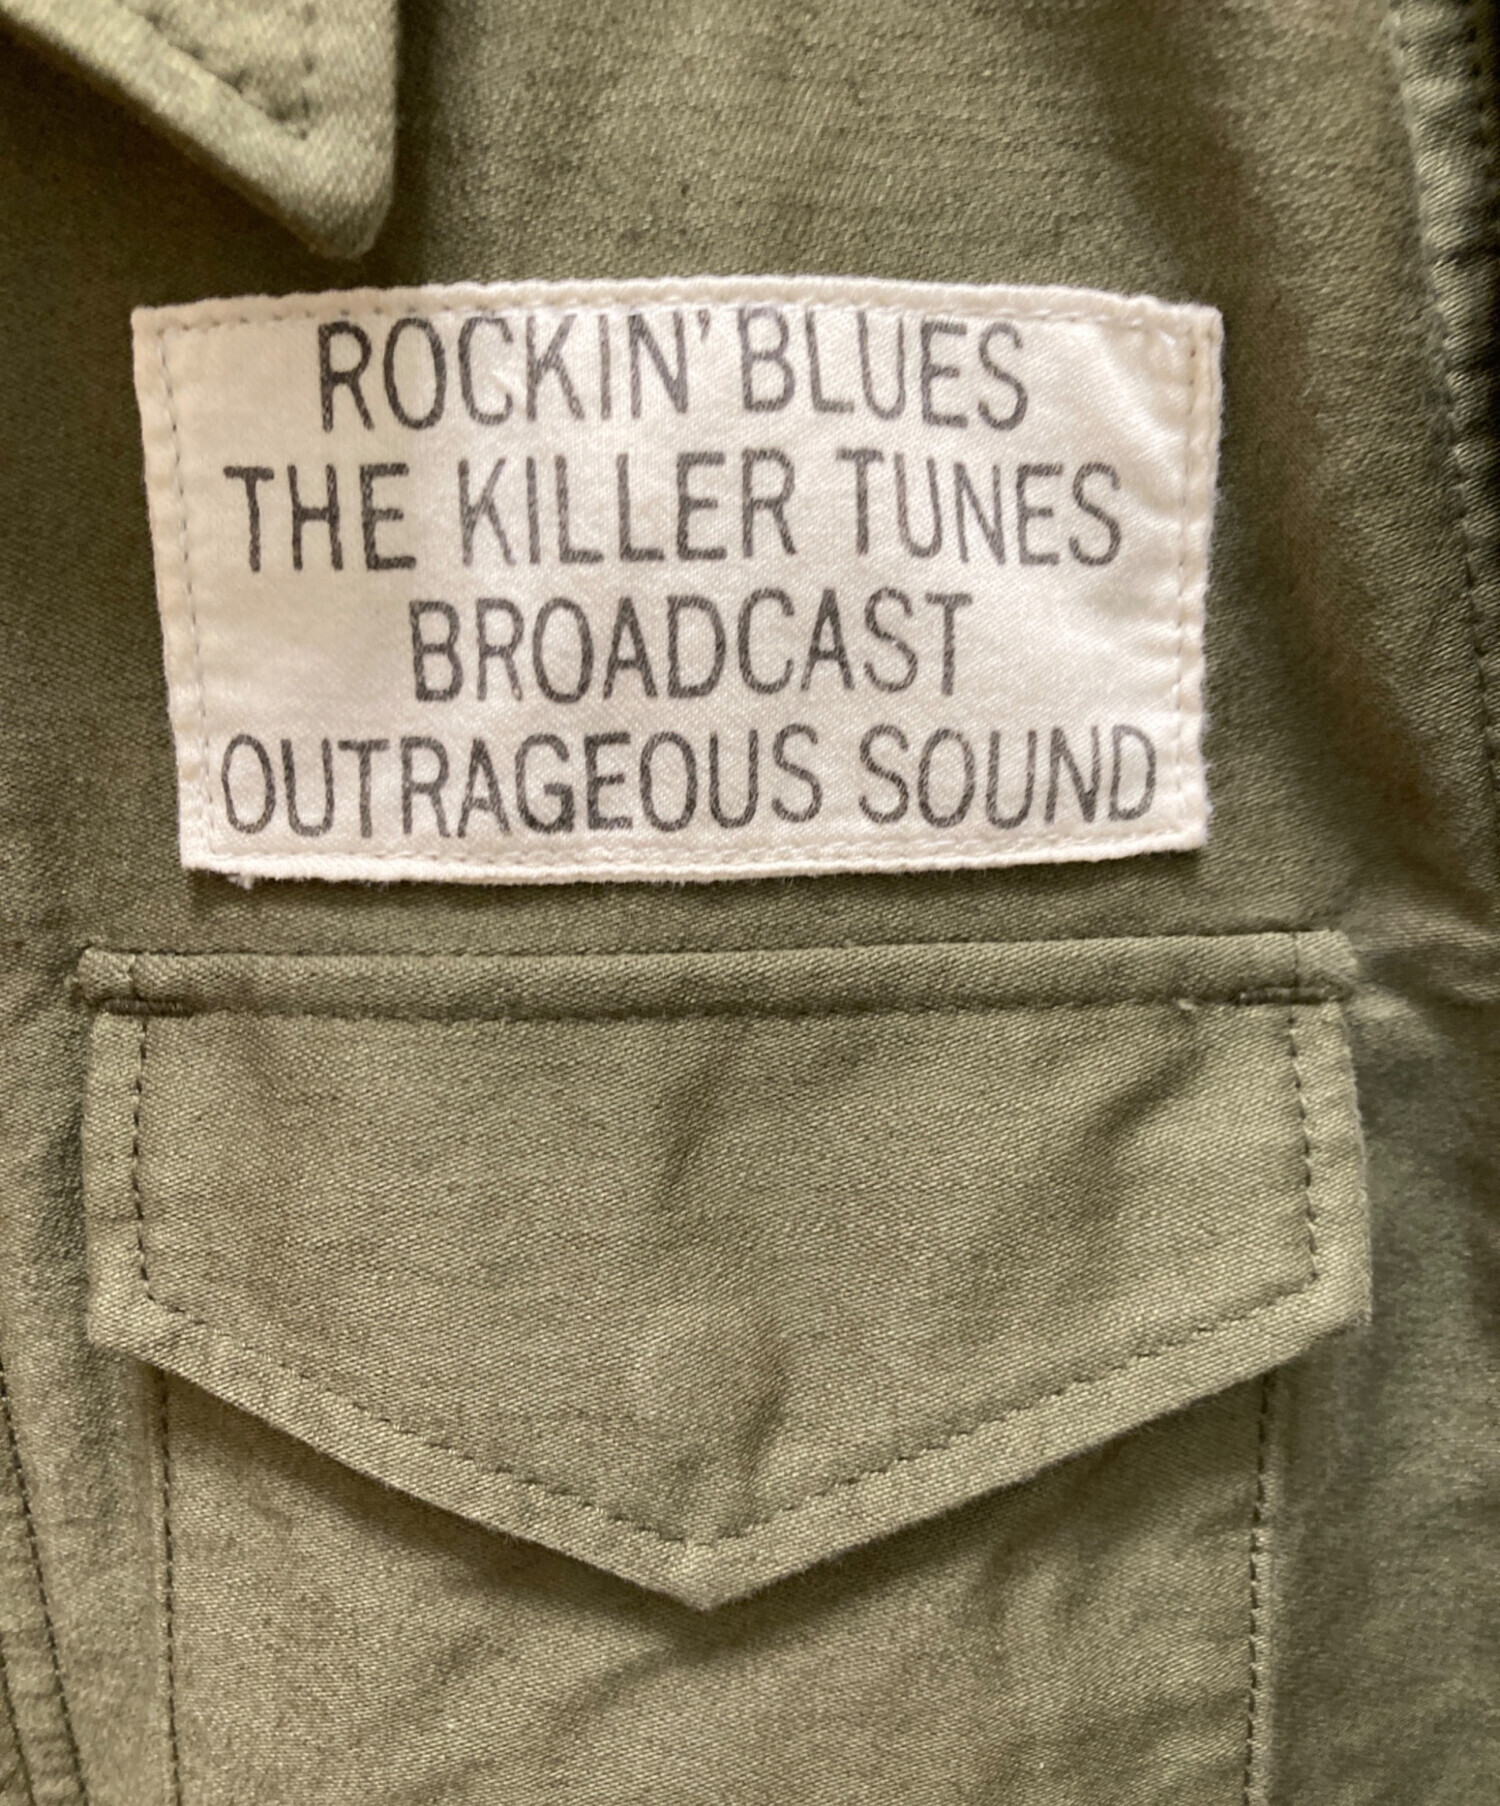 ROCKIN' BLUES
THE KILLER TUNES
BROADCAST
OUTRAGEOUS SOUND